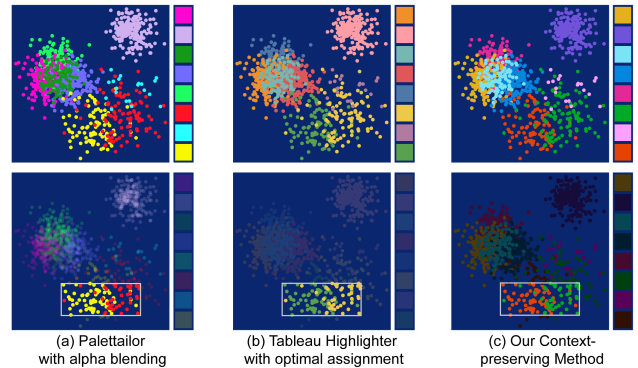 (a) Palettailor
with alpha blending
(b) Tableau Highlighter
with optimal assignment
(c) Our Context-
preserving Method